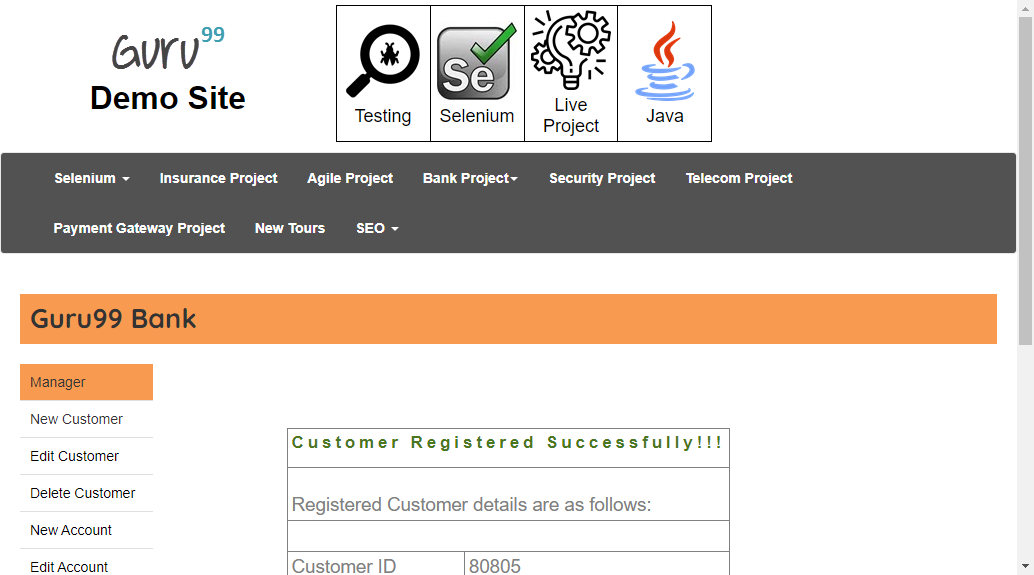 Guru99
Demo Site
Testing
Se
Selenium
Live
Project
Java
Selenium
Insurance Project
Agile Project
Bank Project
Security Project
Telecom Project
Payment Gateway Project
New Tours
SEO
Guru99 Bank
Manager
New Customer
Edit Customer
Delete Customer
New Account
Edit Account
Customer Registered Successfully!!!
Registered Customer details are as follows:
Customer ID 80805